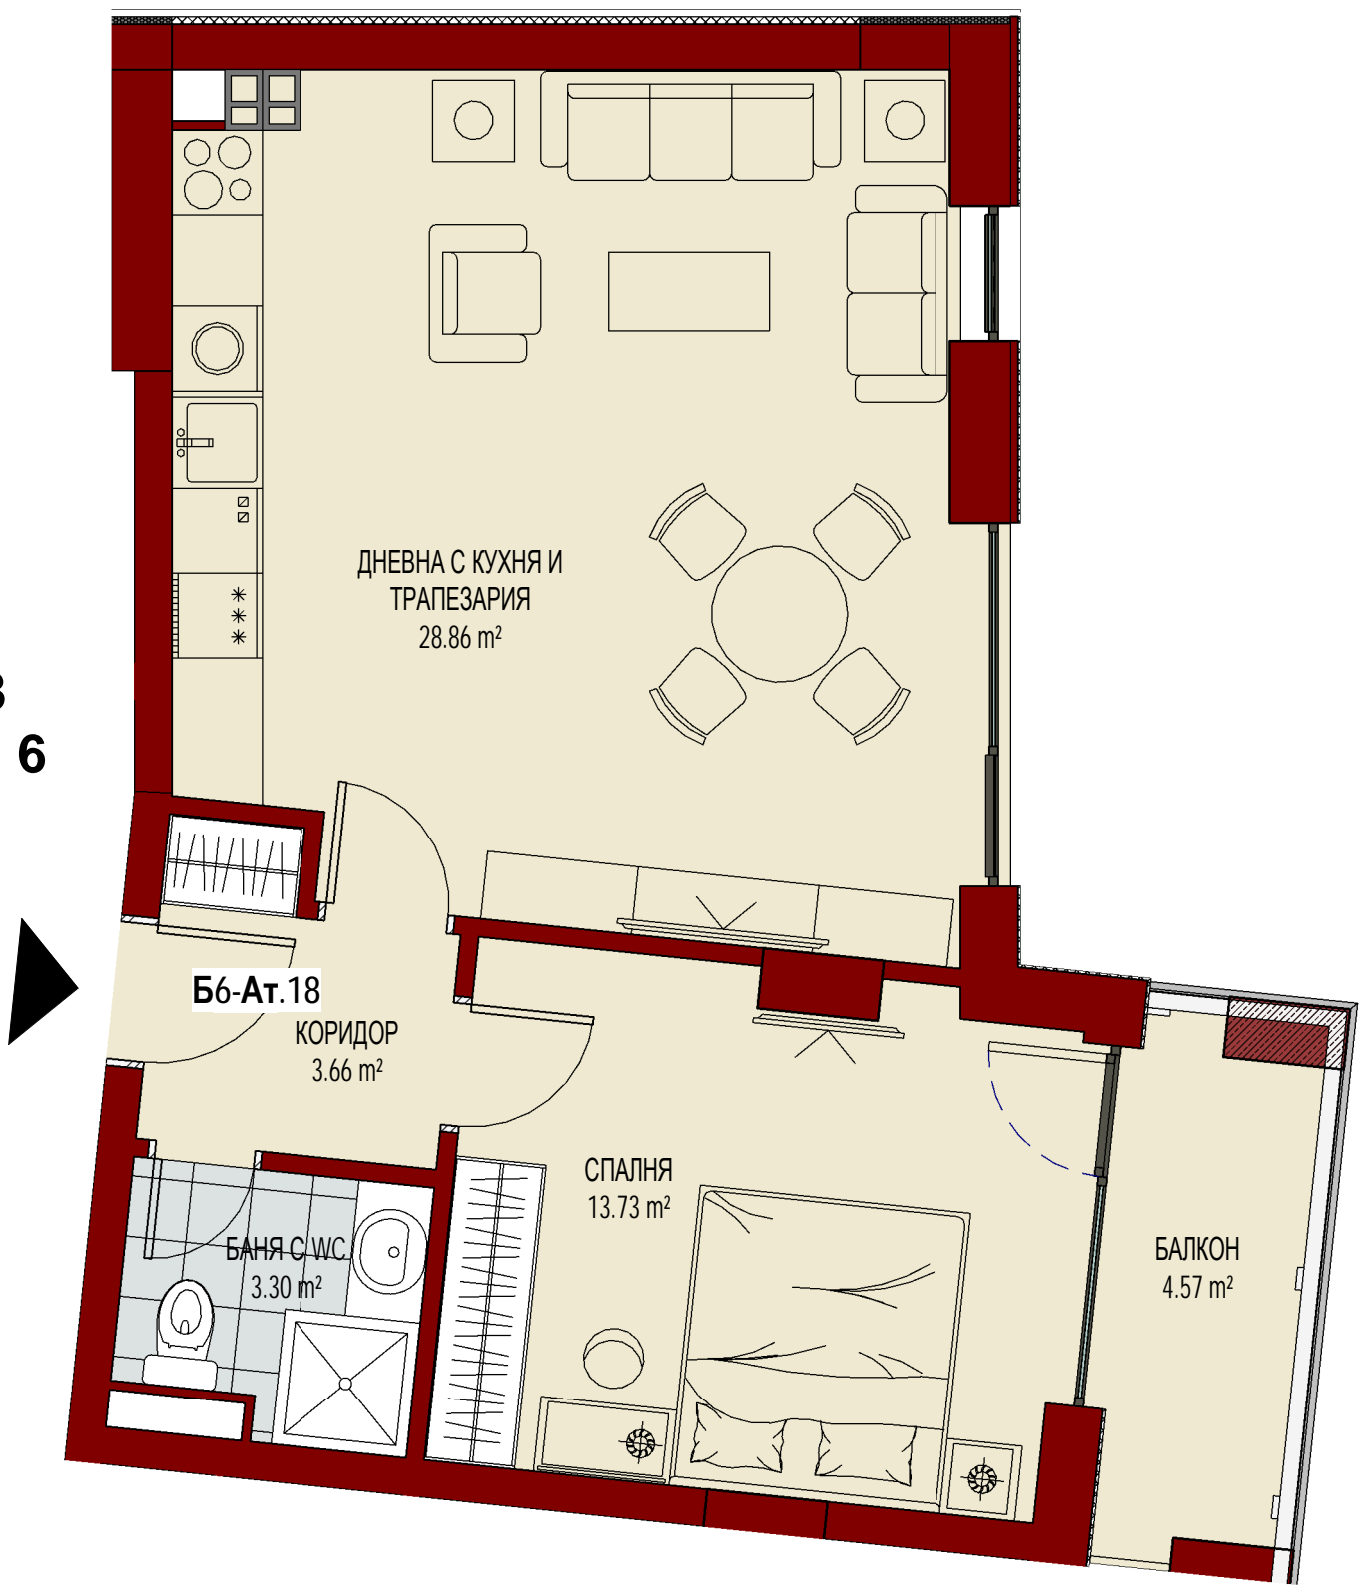 ДНЕВНА С КУХНЯ И
ТРАПЕЗАРИЯ
28.86 m²
6
Б6-Ат.18
КОРИДОР
3.66 m²
СПАЛНЯ
13.73 m²
БАНЯ С WC
3.30 m²
БАЛКОН
4.57 m²